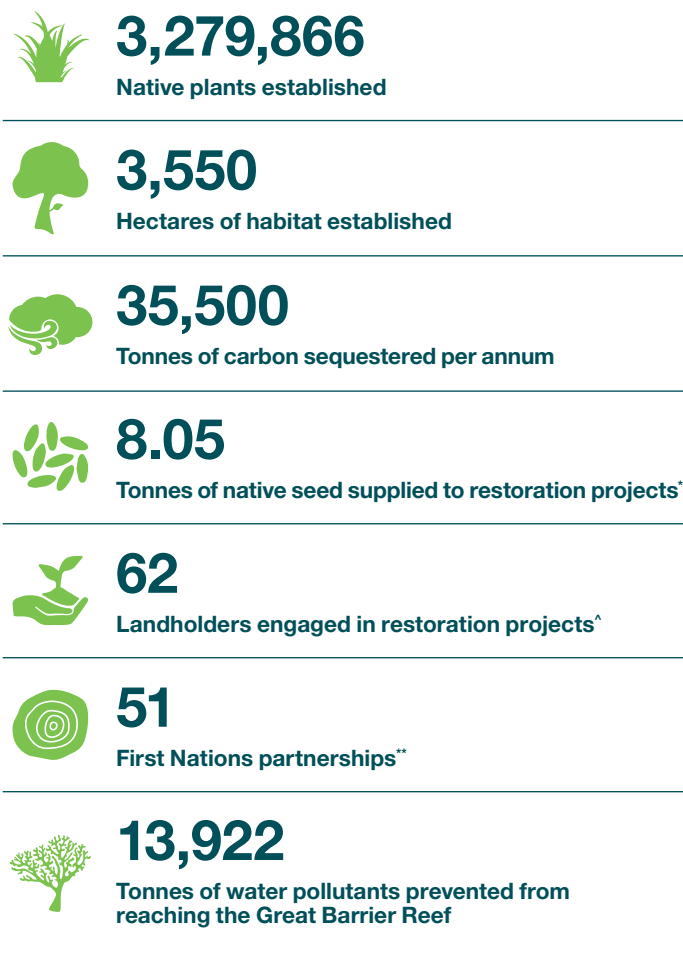 3,279,866
Native plants established
3,550
Hectares of habitat established
35,500
Tonnes of carbon sequestered per annum
8.05
Tonnes of native seed supplied to restoration projects*
62
Landholders engaged in restoration projects^
51
First Nations partnerships**
13,922
Tonnes of water pollutants prevented from
reaching the Great Barrier Reef